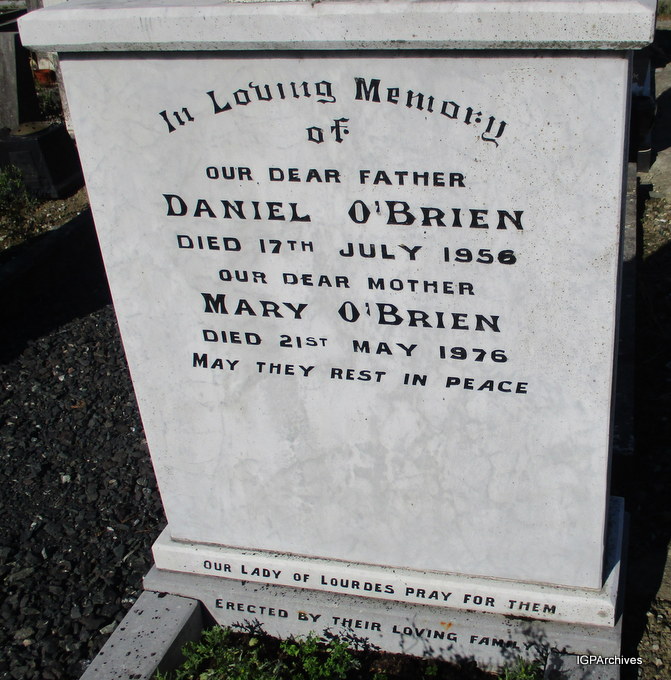 In Loving Memory
of
OUR DEAR FATHER
DANIEL O'BRIEN
DIED 17TH JULY 1956
OUR DEAR MOTHER
MARY O'BRIEN
DIED 21ST MAY 1976
MAY THEY REST IN PEACE
OUR LADY OF LOURDES PRAY FOR THEM
ERECTED BY THEIR LOVING FAMILY
IGPArchives